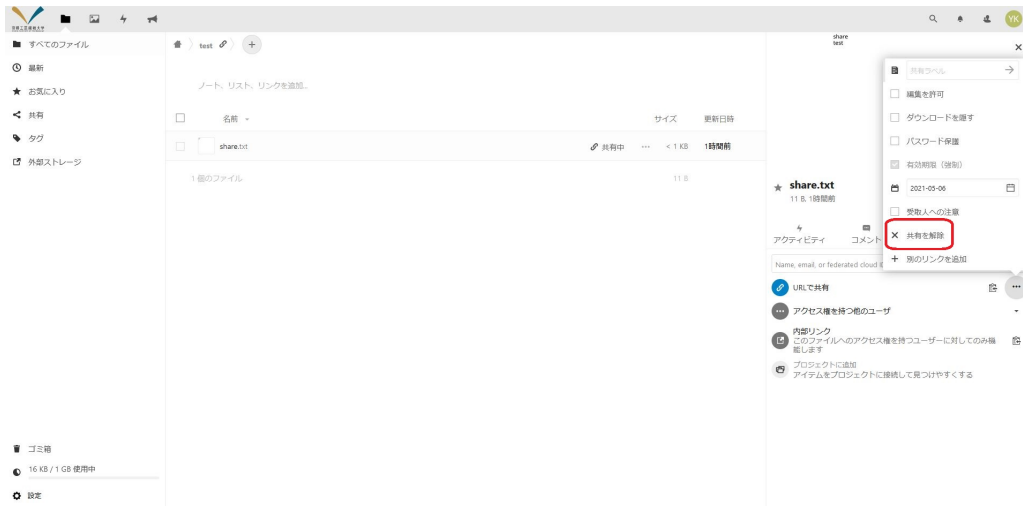 京都工芸繊維大学
YK
すべてのファイル
最新
お気に入り
共有
タグ
外部ストレージ
ゴミ箱
16 KB / 1 GB 使用中
設定
test
ノート、リスト、リンクを追加...
名前
サイズ
更新日時
share.txt
共有中
< 1 KB
1時間前
1 個のファイル
11 B
share
test
share.txt
11 B, 1時間前
アクティビティ
コメント
Name, email, or federated cloud
URLで共有
アクセス権を持つ他のユーザ
内部リンク
このファイルへのアクセス権を持つユーザーに対してのみ機
能します
プロジェクトに追加
アイテムをプロジェクトに接続して見つけやすくする
共有ラベル
編集を許可
ダウンロードを隠す
パスワード保護
有効期限（強制）
2021-05-06
受取人への注意
共有を解除
別のリンクを追加